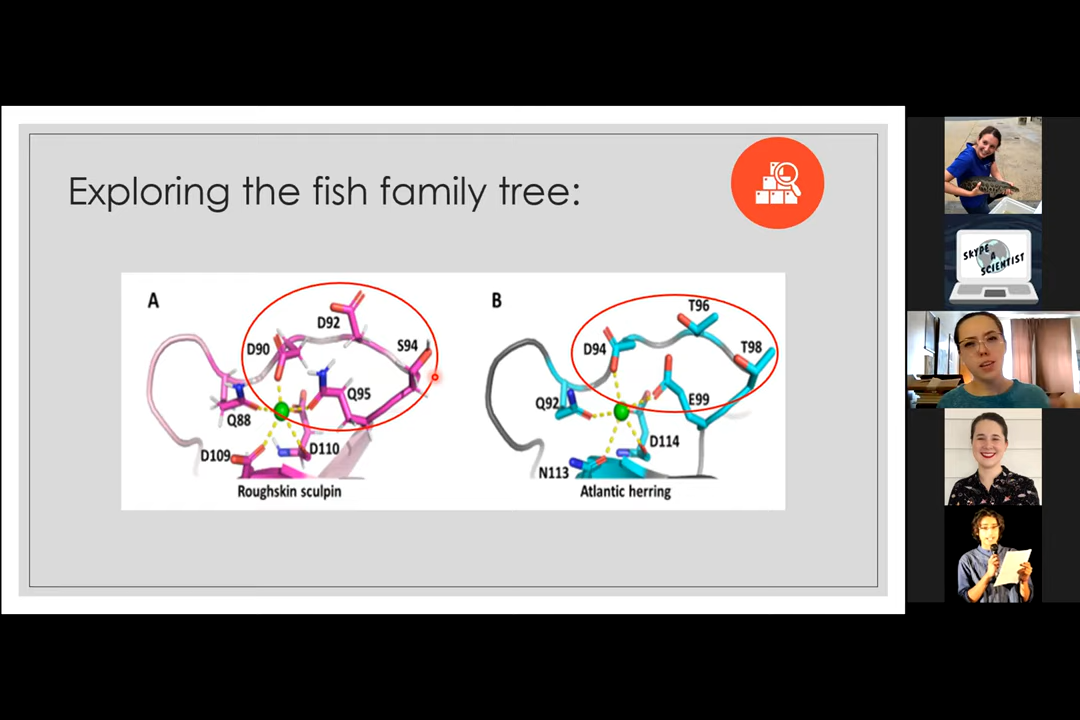 Exploring the fish family tree:
A
D92
D90
S94
Q95
Q88
D109
D110
Roughskin sculpin
B
T96
D94
T98
Q92
E99
D114
N113
Atlantic herring
SKYPE
A
SCIENTIST